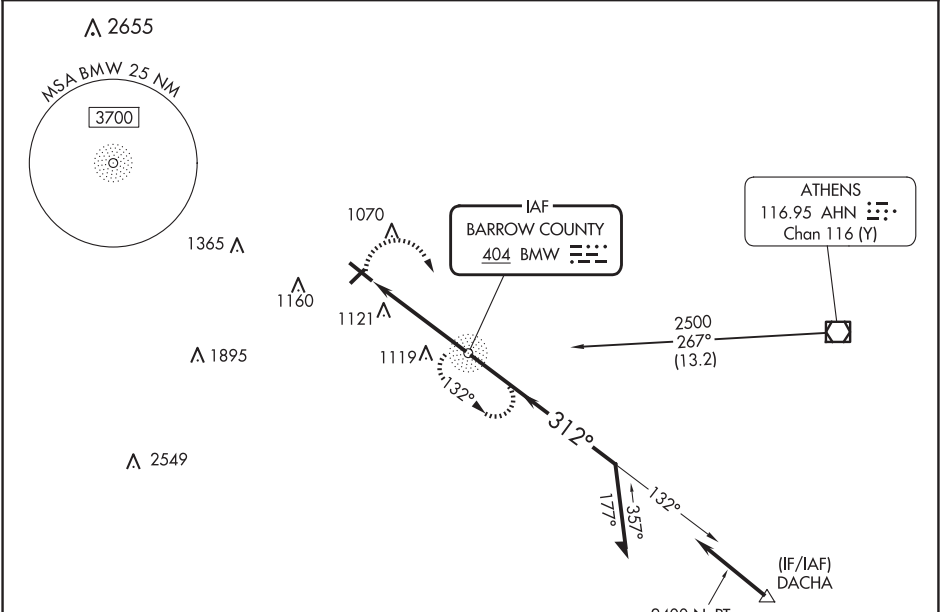 2655
MSA BMW 25 NM
3700
1365
1160
1895
2549
1070
1121
1119
IAF
BARROW COUNTY
404 BMW
ATHENS
116.95 AHN
Chan 116 (Y)
2500
267°
(13.2)
132°
312°
177°
357°
132°
(IF/IAF)
DACHA